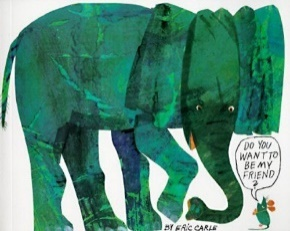 DO YOU
WANT TO
BE MY
FRIEND
?
BY ERIC CARLE